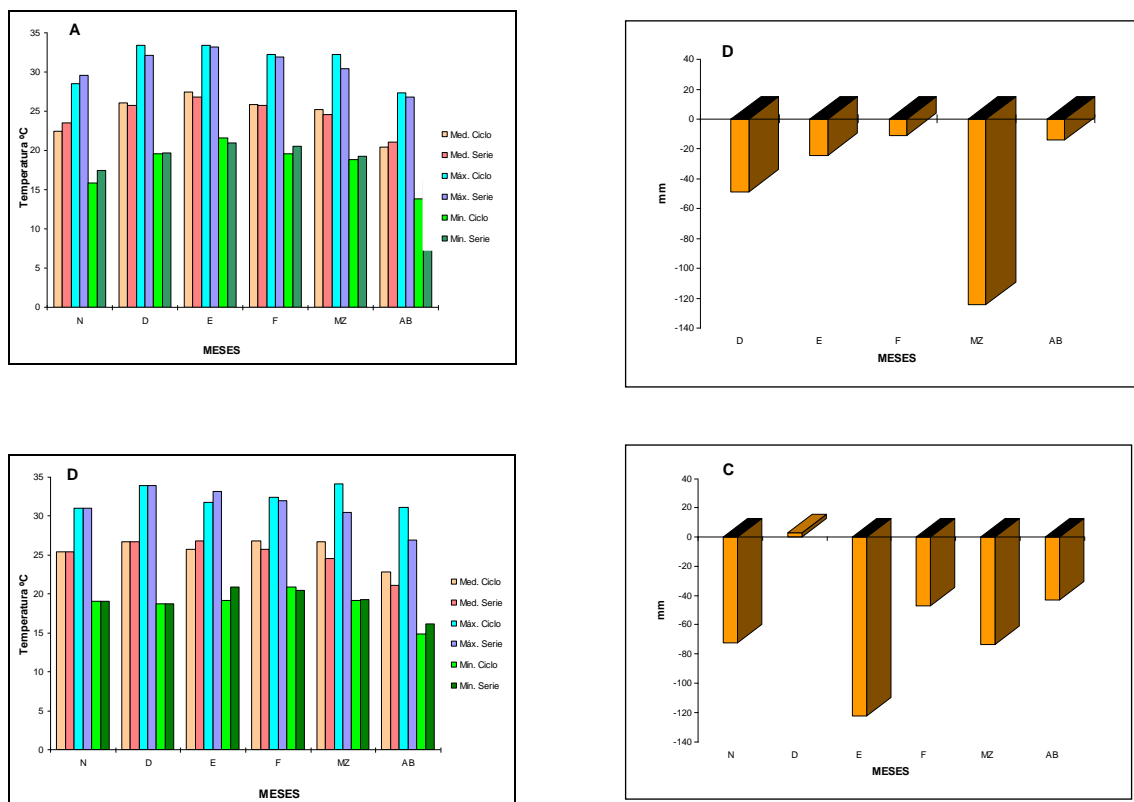 A
35
30
25
20
15
10
5
0
Temperatura ºC
N D E F MZ AB
MESES
Med. Ciclo
Med. Serie
Máx. Ciclo
Máx. Serie
Mín. Ciclo
Mín. Serie
D
40
20
0
-20
-40
-60
-80
-100
-120
-140
mm
D E F MZ AB
MESES
D
35
30
25
20
15
10
5
0
Temperatura ºC
N D E F MZ AB
MESES
Med. Ciclo
Med. Serie
Máx. Ciclo
Máx. Serie
Mín. Ciclo
Mín. Serie
C
40
20
0
-20
-40
-60
-80
-100
-120
-140
mm
N D E F MZ AB
MESES